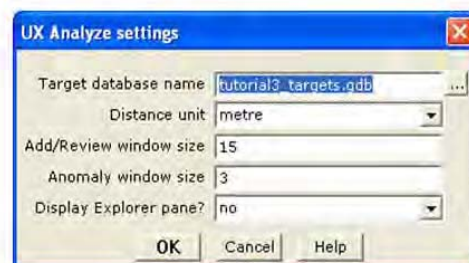 UX Analyze settings
Target database name tutorial3_targets.gdb ...
Distance unit metre
Add/Review window size 15
Anomaly window size 3
Display Explorer pane? no
OK Cancel Help